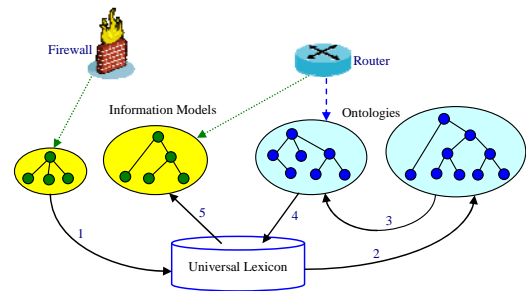 Firewall
Router
Information Models
Ontologies
1
5
4
3
2
Universal Lexicon